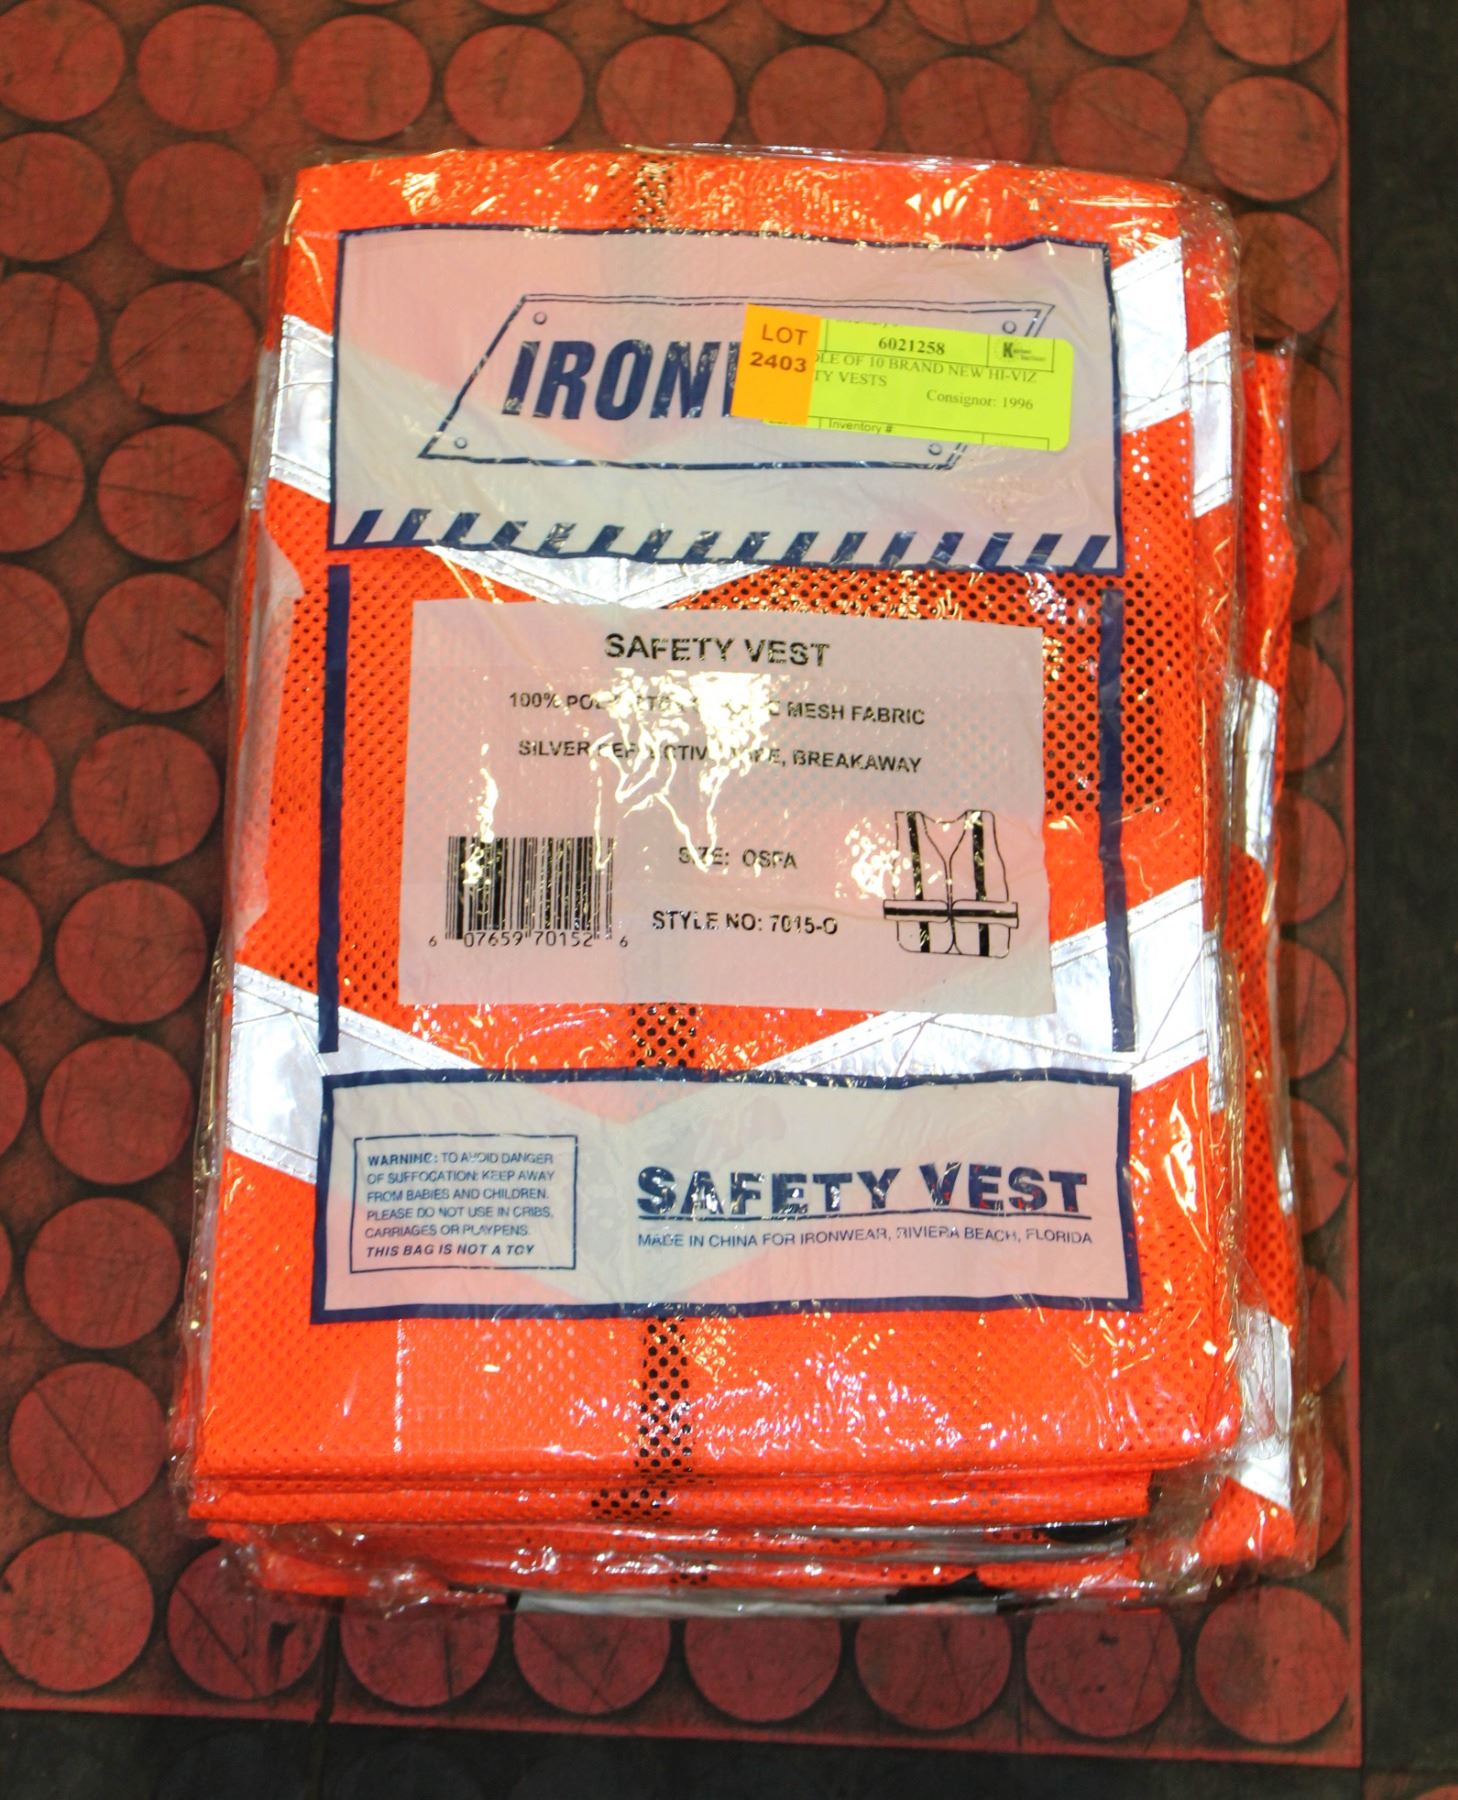 IRON
LOT
2403
6021258
OF 10 BRAND NEW HI-VIZ
VESTS
Consignor: 1996
Inventory #
SAFETY VEST
100% MESH FABRIC
SILVER BREAKAWAY
SIZE: OSFA
STYLE NO: 7015-O
6 07659 70152 6
WARNING: TO AVOID DANGER
OF SUFFOCATION: KEEP AWAY
FROM BABIES AND CHILDREN.
PLEASE DO NOT USE IN CRIBS,
CARRIAGES OR PLAYPENS.
THIS BAG IS NOT A TOY
SAFETY VEST
MADE IN CHINA FOR IRONWEAR, RIVIERA BEACH, FLORIDA